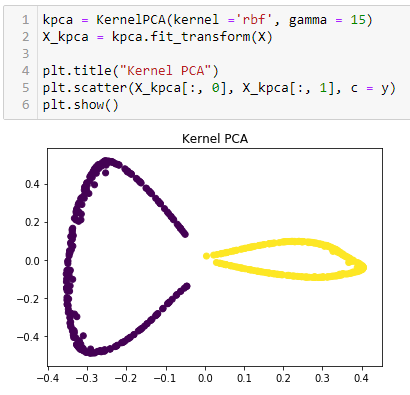 1 kpca = KernelPCA(kernel ='rbf', gamma = 15)
2 X_kpca = kpca.fit_transform(X)
3
4 plt.title("Kernel PCA")
5 plt.scatter(X_kpca[:, 0], X_kpca[:, 1], c = y)
6 plt.show()
Kernel PCA
0.4
0.2
0.0
−0.2
−0.4
−0.4 −0.3 −0.2 −0.1 0.0 0.1 0.2 0.3 0.4